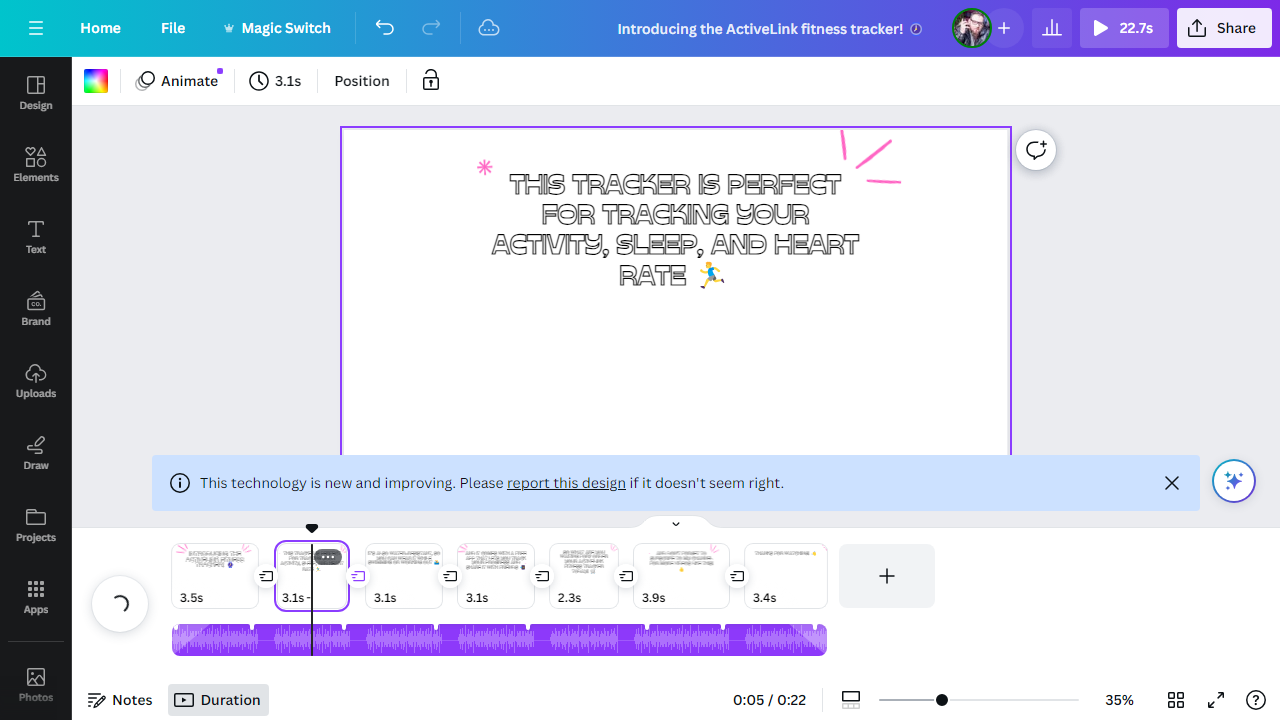 Home
File
Magic Switch
Introducing the ActiveLink fitness tracker!
22.7s
Share
Design
Elements
Text
Brand
CO.
Uploads
Draw
Projects
Apps
Photos
Animate
3.1s
Position
THIS TRACKER IS PERFECT
FOR TRACKING YOUR
ACTIVITY, SLEEP, AND HEART
RATE 🏃
This technology is new and improving. Please report this design if it doesn't seem right.
3.5s
3.1s
3.1s
3.1s
2.3s
3.9s
3.4s
Notes
Duration
0:05 / 0:22
35%